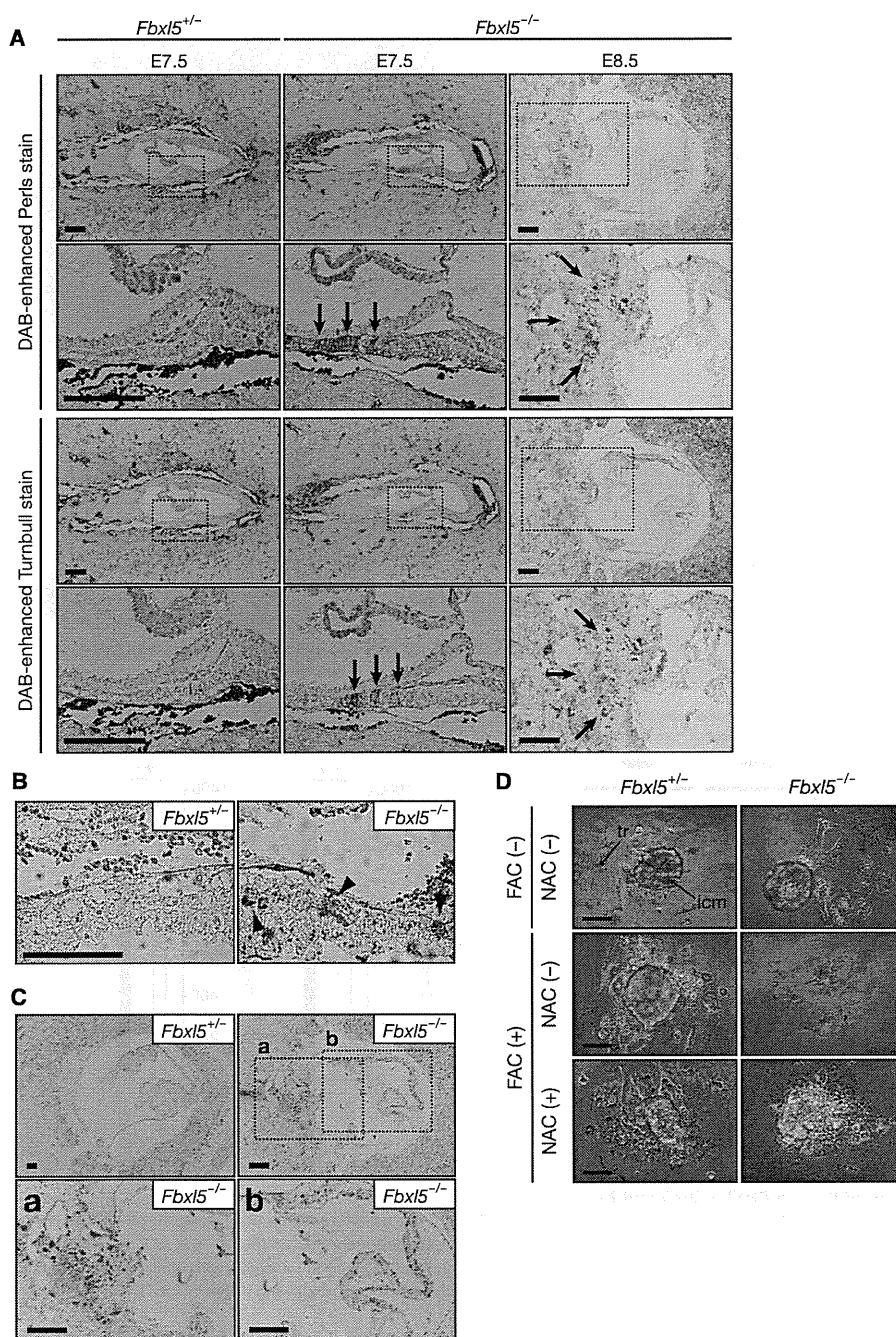 Fbxl5+/–
Fbxl5–/–
A
E7.5
E7.5
E8.5
DAB-enhanced Perls stain
DAB-enhanced Turnbull stain
B
Fbxl5+/–
Fbxl5–/–
C
Fbxl5+/–
Fbxl5–/–
a
b
a
Fbxl5–/–
b
Fbxl5–/–
D
Fbxl5+/–
Fbxl5–/–
FAC (–)
NAC (–)
tr
icm
FAC (+)
NAC (–)
NAC (+)